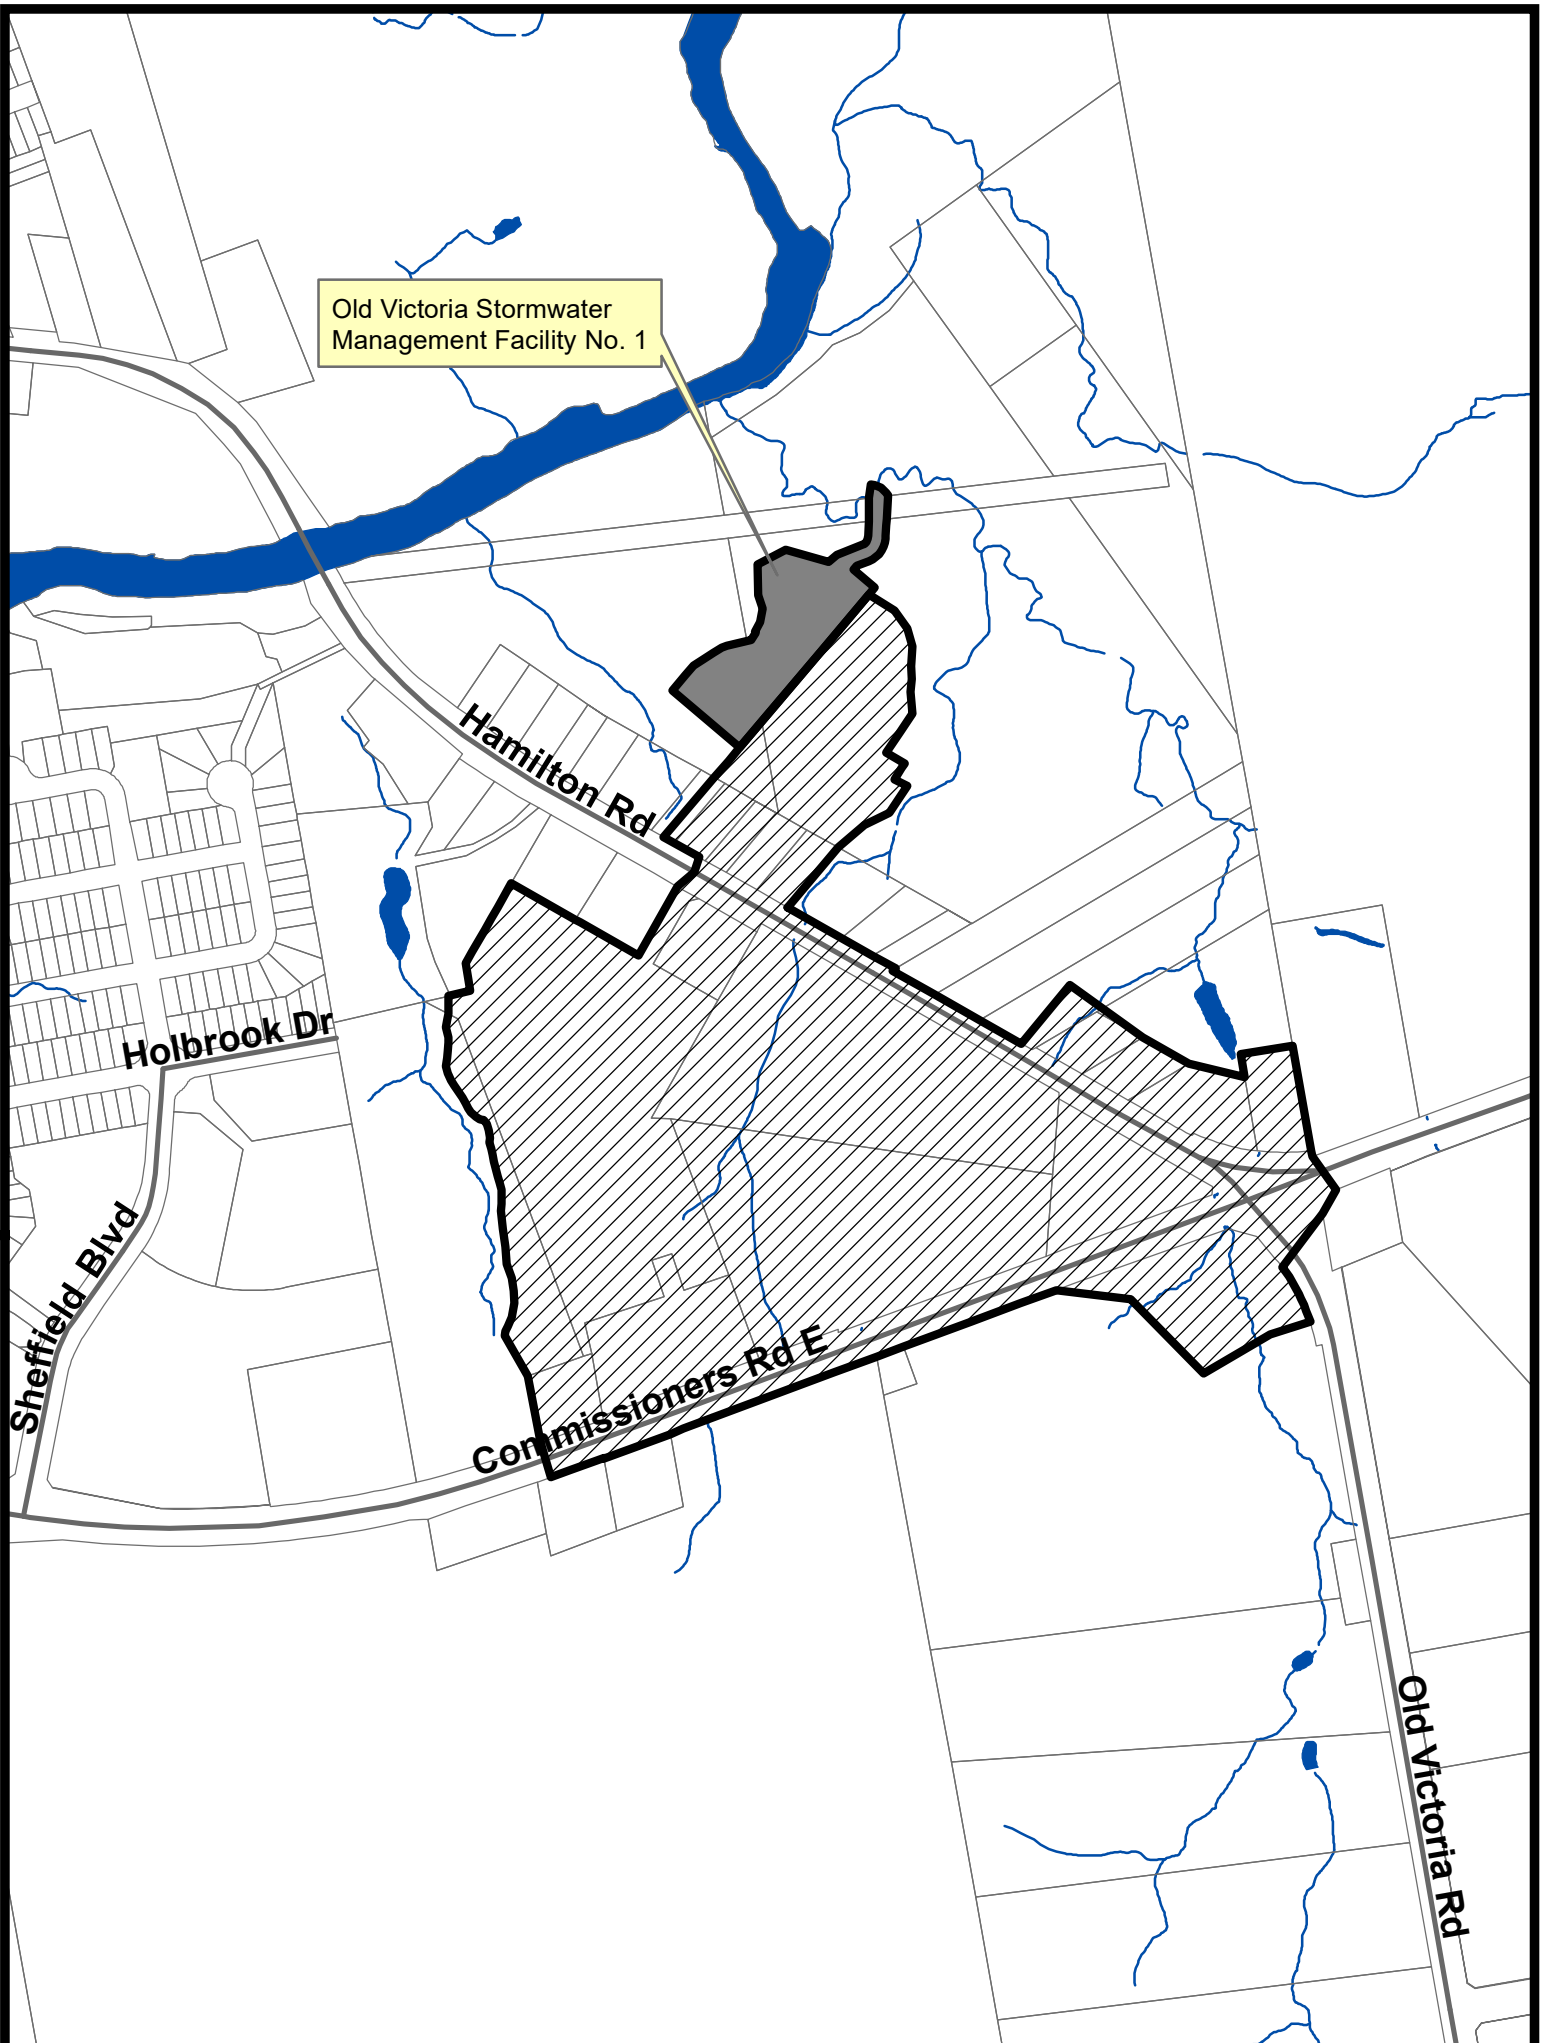 Old Victoria Stormwater
Management Facility No. 1
Hamilton Rd
Holbrook Dr
Sheffield Blvd
Commissioners Rd E
Old Victoria Rd